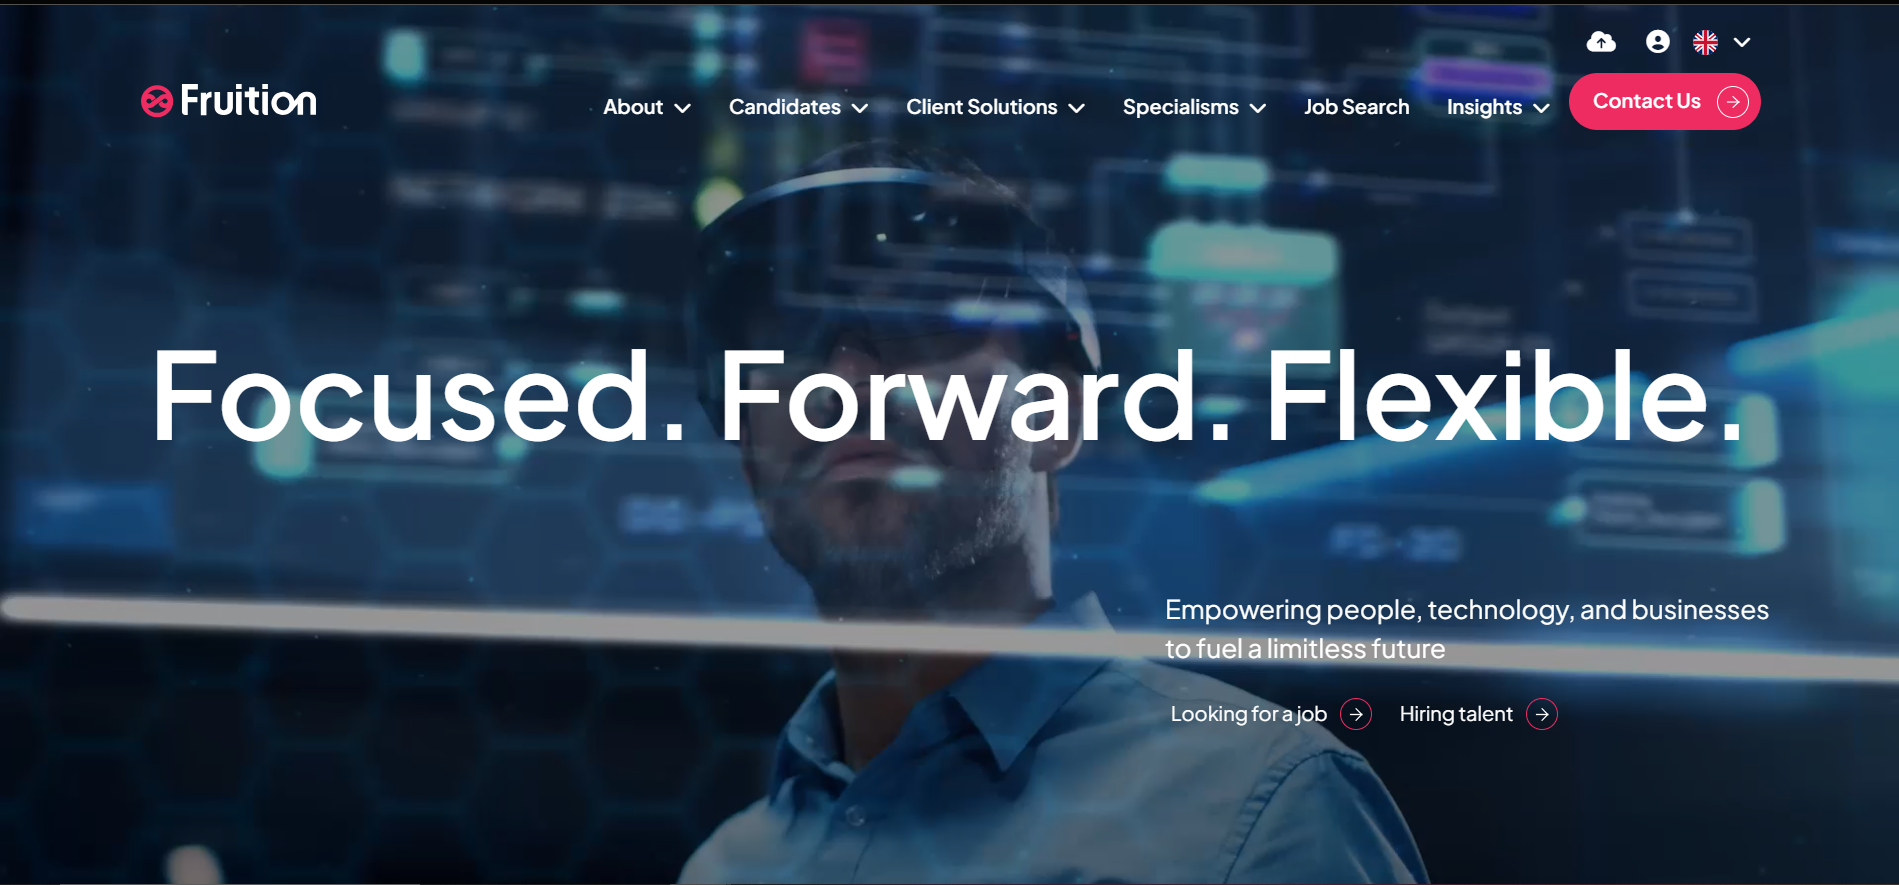 Fruition
About
Candidates
Client Solutions
Specialisms
Job Search
Insights
Contact Us
Focused. Forward. Flexible.
Empowering people, technology, and businesses
to fuel a limitless future
Looking for a job
Hiring talent